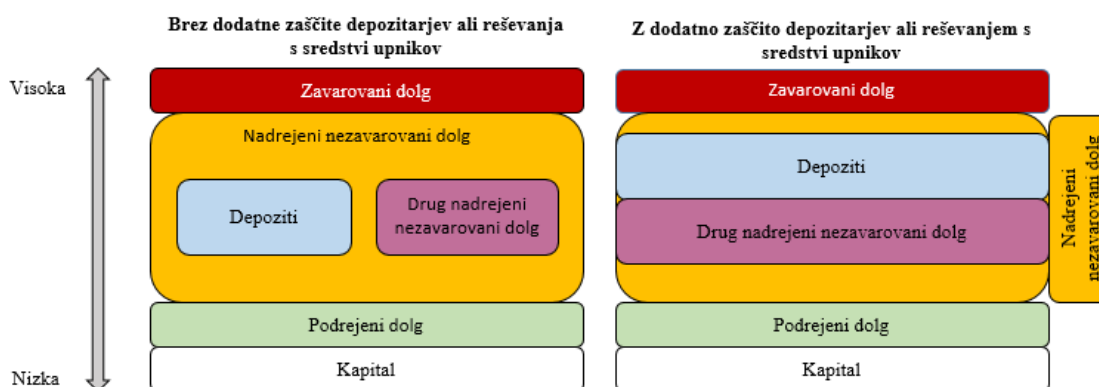 Brez dodatne zaščite depozitarjev ali reševanja
s sredstvi upnikov
Z dodatno zaščito depozitarjev ali reševanjem s
sredstvi upnikov
Visoka
Nizka
Zavarovani dolg
Nadrejeni nezavarovani dolg
Depoziti
Drug nadrejeni
nezavarovani dolg
Podrejeni dolg
Kapital
Zavarovani dolg
Depoziti
Drug nadrejeni nezavarovani dolg
Nadrejeni
nezavarovani dolg
Podrejeni dolg
Kapital